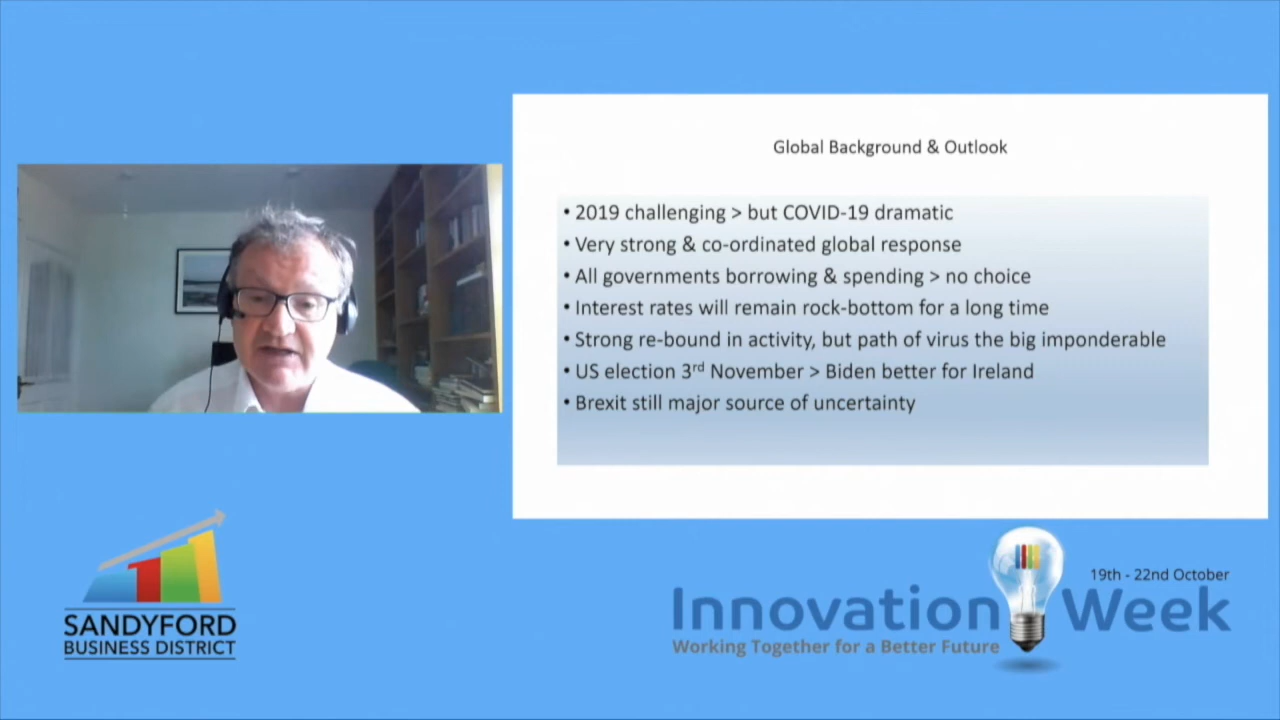 Global Background & Outlook
• 2019 challenging > but COVID-19 dramatic
• Very strong & co-ordinated global response
• All governments borrowing & spending > no choice
• Interest rates will remain rock-bottom for a long time
• Strong re-bound in activity, but path of virus the big imponderable
• US election 3rd November > Biden better for Ireland
• Brexit still major source of uncertainty
SANDYFORD
BUSINESS DISTRICT
19th - 22nd October
Innovation Week
Working Together for a Better Future